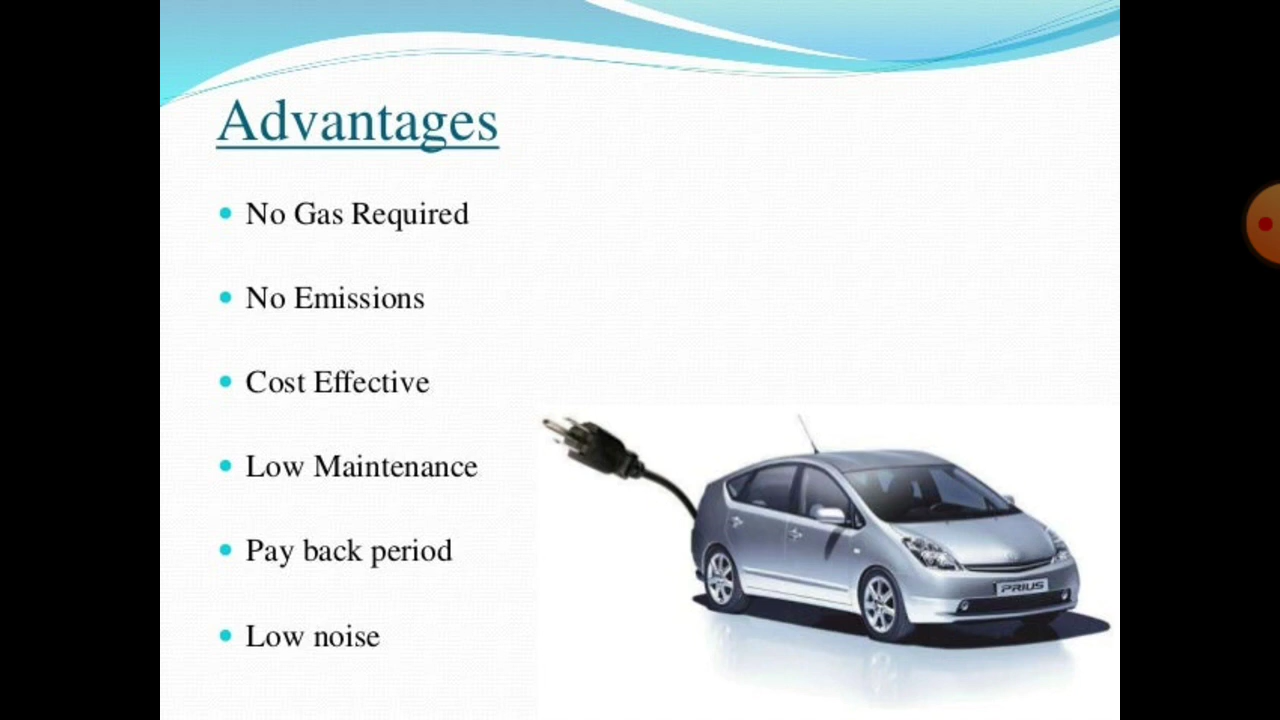 Advantages
No Gas Required
No Emissions
Cost Effective
Low Maintenance
Pay back period
Low noise
PRIUS